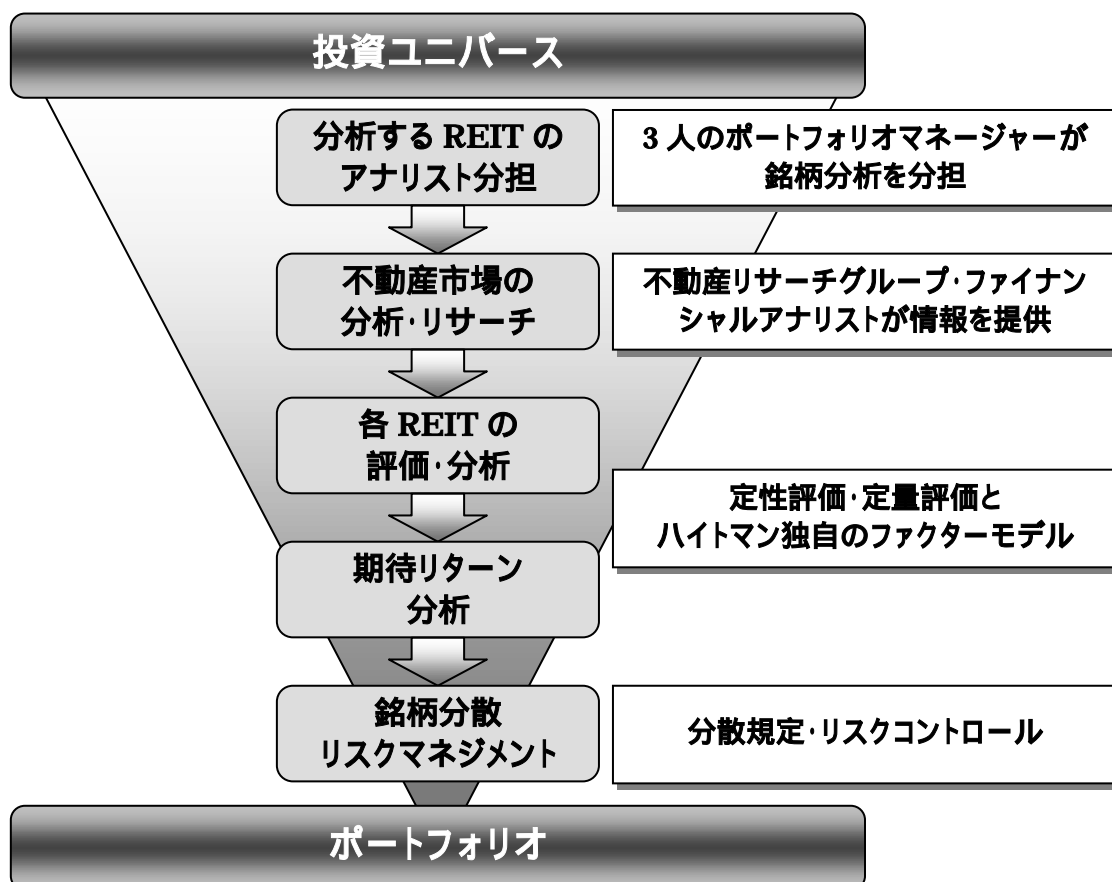 投資ユニバース
分析する REIT の
アナリスト分担
3 人のポートフォリオマネージャーが
銘柄分析を分担
不動産市場の
分析･リサーチ
不動産リサーチグループ･ファイナン
シャルアナリストが情報を提供
各 REIT の
評価･分析
定性評価･定量評価と
ハイトマン独自のファクターモデル
期待リターン
分析
銘柄分散
リスクマネジメント
分散規定･リスクコントロール
ポートフォリオ